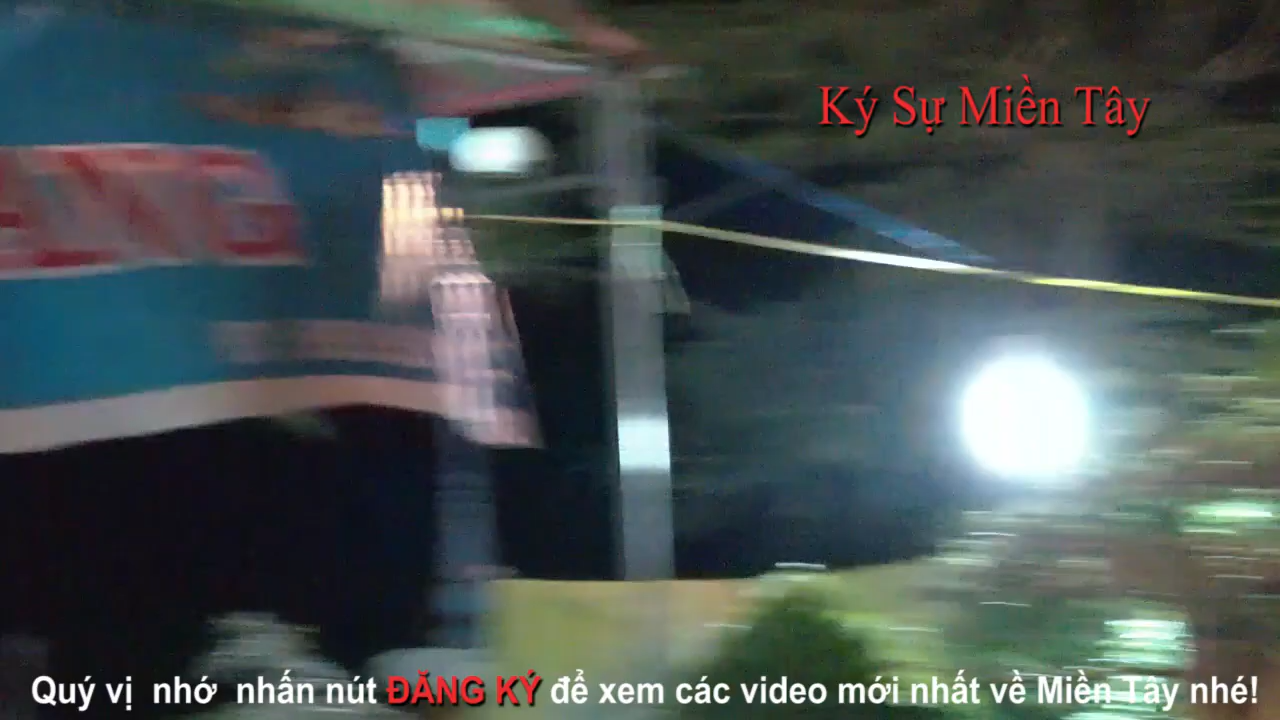 Ký Sự Miền Tây
Quý vị nhớ nhấn nút ĐĂNG KÝ để xem các video mới nhất về Miền Tây nhé!